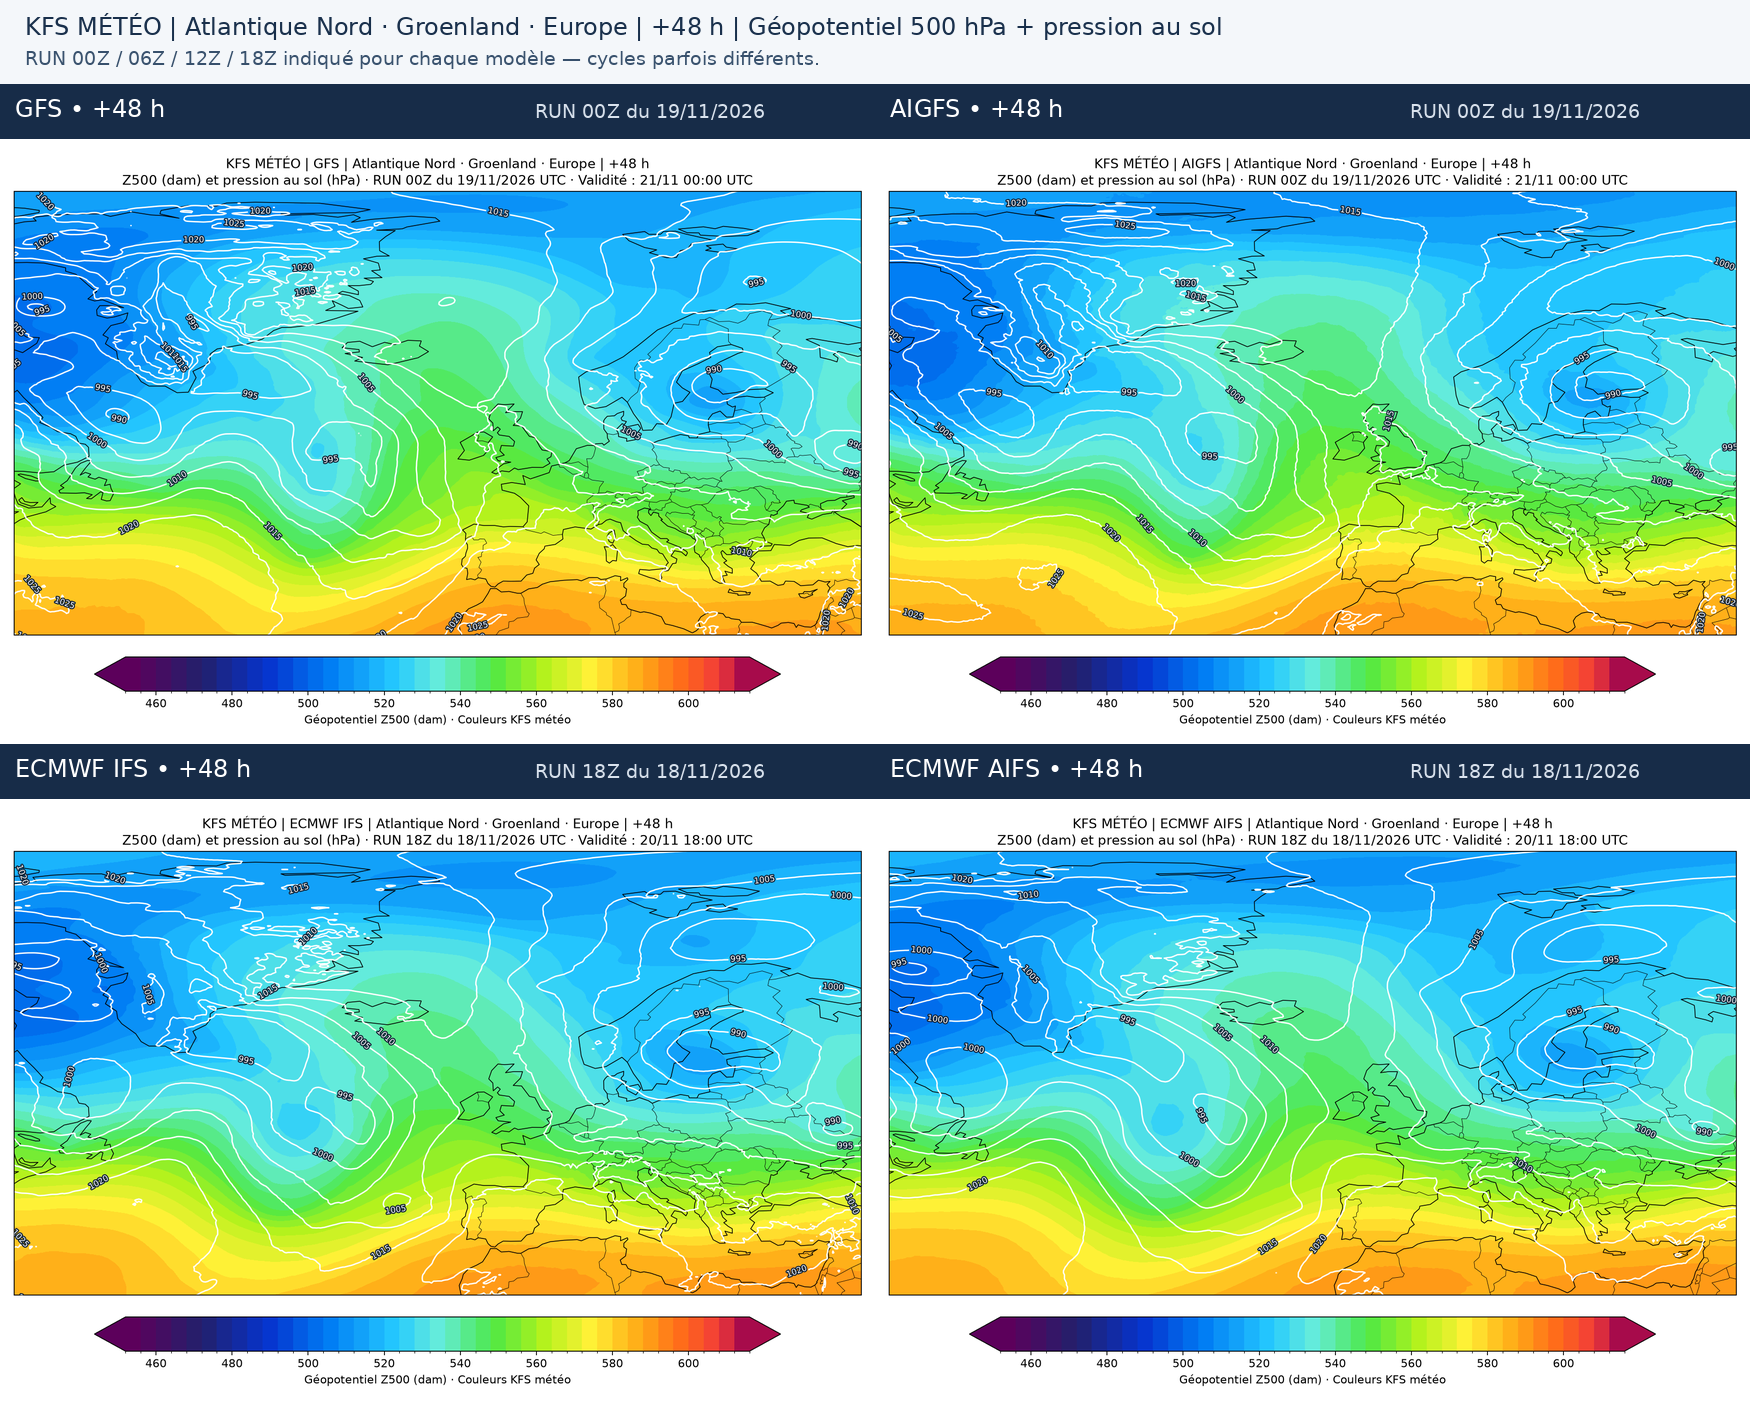 KFS MÉTÉO | Atlantique Nord · Groenland · Europe | +48 h | Géopotentiel 500 hPa + pression au sol
RUN 00Z / 06Z / 12Z / 18Z indiqué pour chaque modèle — cycles parfois différents.
GFS • +48 h
RUN 00Z du 19/11/2026
AIGFS • +48 h
RUN 00Z du 19/11/2026
KFS MÉTÉO | GFS | Atlantique Nord · Groenland · Europe | +48 h
Z500 (dam) et pression au sol (hPa) · RUN 00Z du 19/11/2026 UTC · Validité : 21/11 00:00 UTC
KFS MÉTÉO | AIGFS | Atlantique Nord · Groenland · Europe | +48 h
Z500 (dam) et pression au sol (hPa) · RUN 00Z du 19/11/2026 UTC · Validité : 21/11 00:00 UTC
460 480 500 520 540 560 580 600
Géopotentiel Z500 (dam) · Couleurs KFS météo
460 480 500 520 540 560 580 600
Géopotentiel Z500 (dam) · Couleurs KFS météo
ECMWF IFS • +48 h
RUN 18Z du 18/11/2026
ECMWF AIFS • +48 h
RUN 18Z du 18/11/2026
KFS MÉTÉO | ECMWF IFS | Atlantique Nord · Groenland · Europe | +48 h
Z500 (dam) et pression au sol (hPa) · RUN 18Z du 18/11/2026 UTC · Validité : 20/11 18:00 UTC
KFS MÉTÉO | ECMWF AIFS | Atlantique Nord · Groenland · Europe | +48 h
Z500 (dam) et pression au sol (hPa) · RUN 18Z du 18/11/2026 UTC · Validité : 20/11 18:00 UTC
460 480 500 520 540 560 580 600
Géopotentiel Z500 (dam) · Couleurs KFS météo
460 480 500 520 540 560 580 600
Géopotentiel Z500 (dam) · Couleurs KFS météo